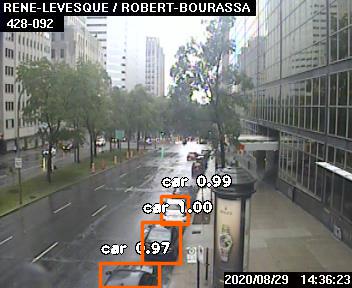 RENE-LEVESQUE / ROBERT-BOURASSA
428-092
car 0.99
car 1.00
car 0.97
2020/08/29 14:36:23